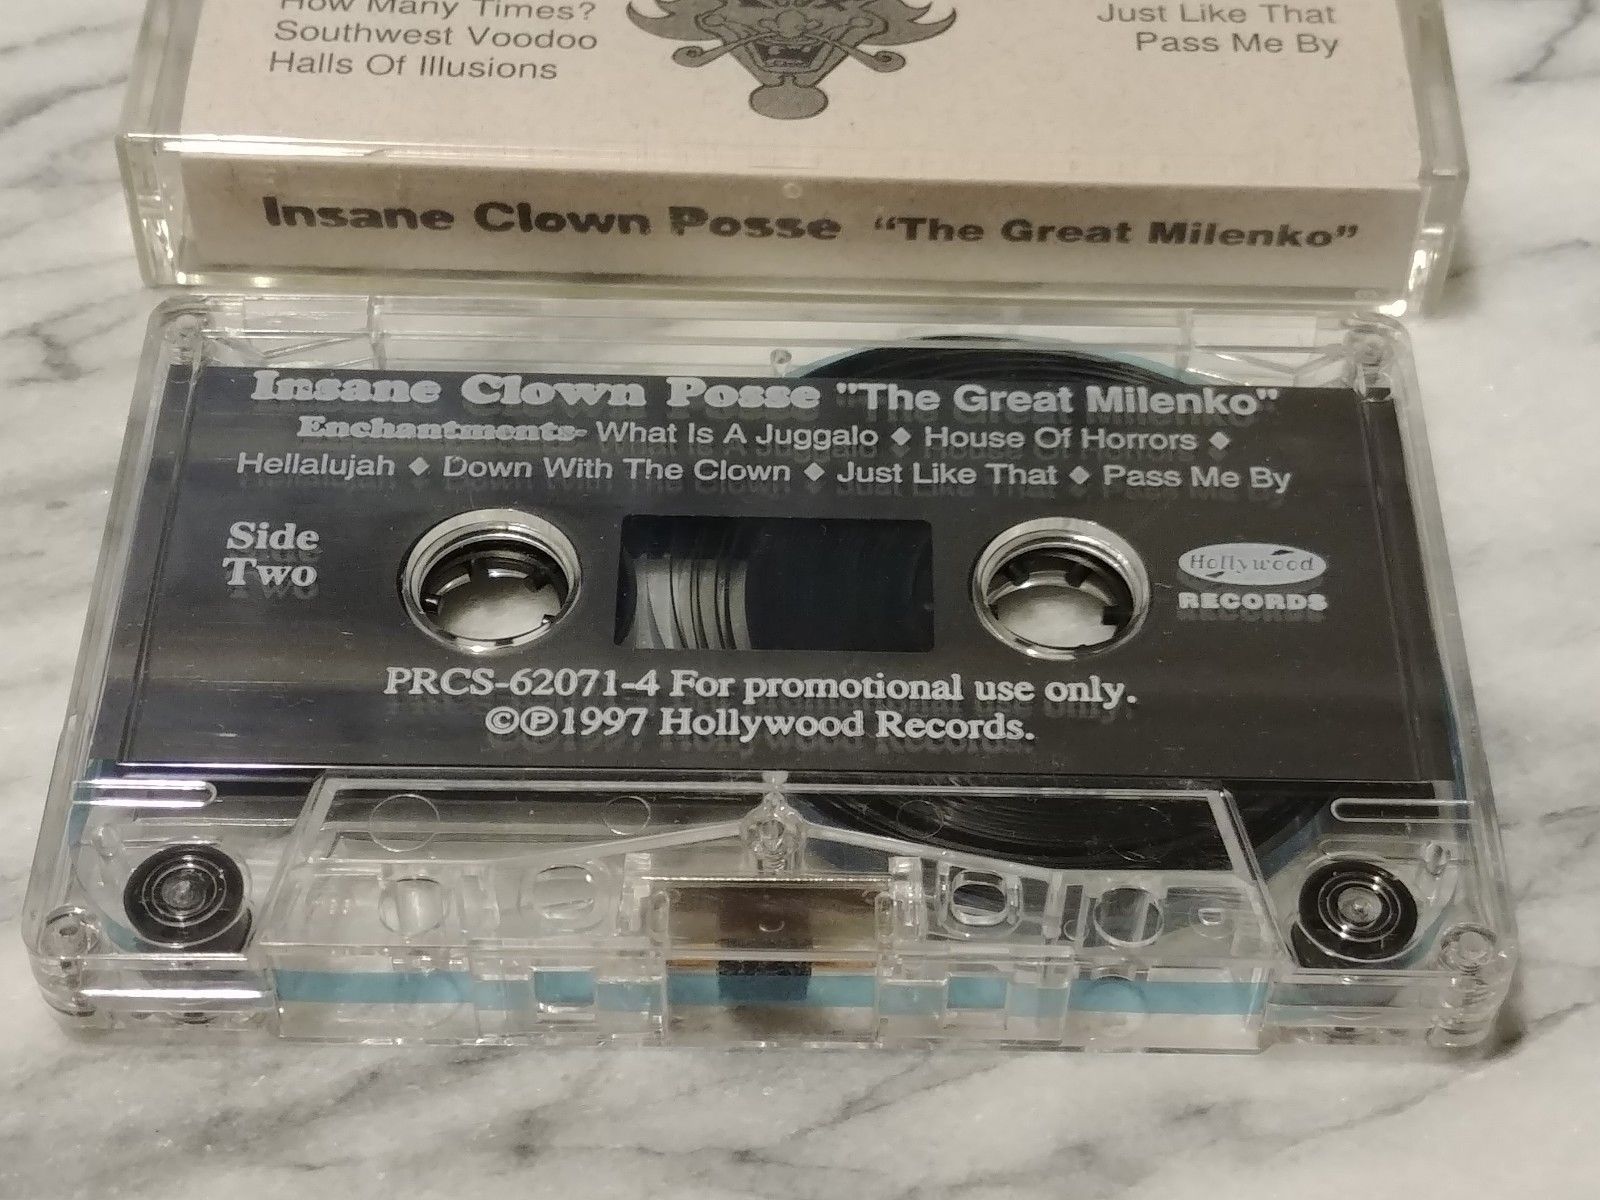 How Many Times?
Southwest Voodoo
Halls Of Illusions
Just Like That
Pass Me By
Insane Clown Posse “The Great Milenko”
Insane Clown Posse "The Great Milenko"
Enchantments- What Is A Juggalo ◆ House Of Horrors ◆
Hellalujah ◆ Down With The Clown ◆ Just Like That ◆ Pass Me By
Side
Two
Hollywood
RECORDS
PRCS-62071-4 For promotional use only.
©℗1997 Hollywood Records.